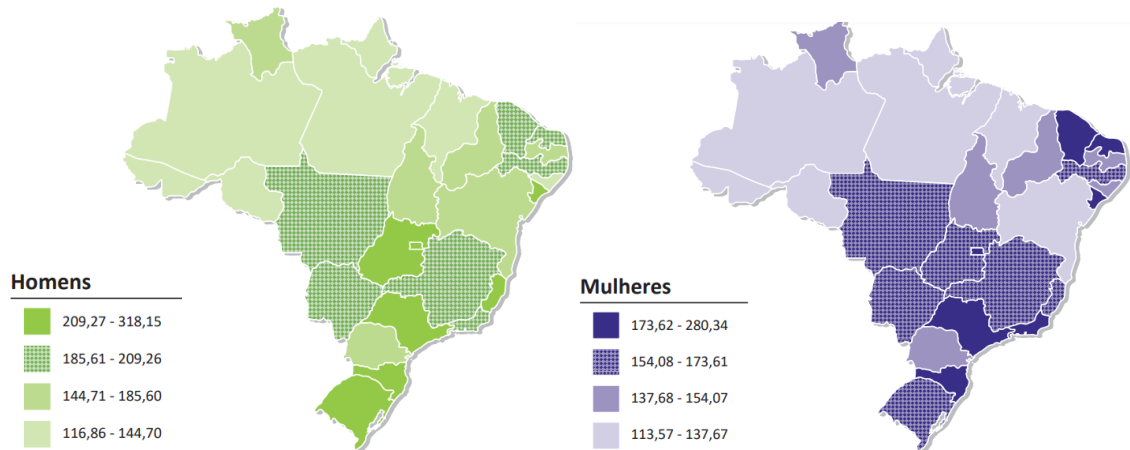 Homens
209,27 - 318,15
185,61 - 209,26
144,71 - 185,60
116,86 - 144,70
Mulheres
173,62 - 280,34
154,08 - 173,61
137,68 - 154,07
113,57 - 137,67